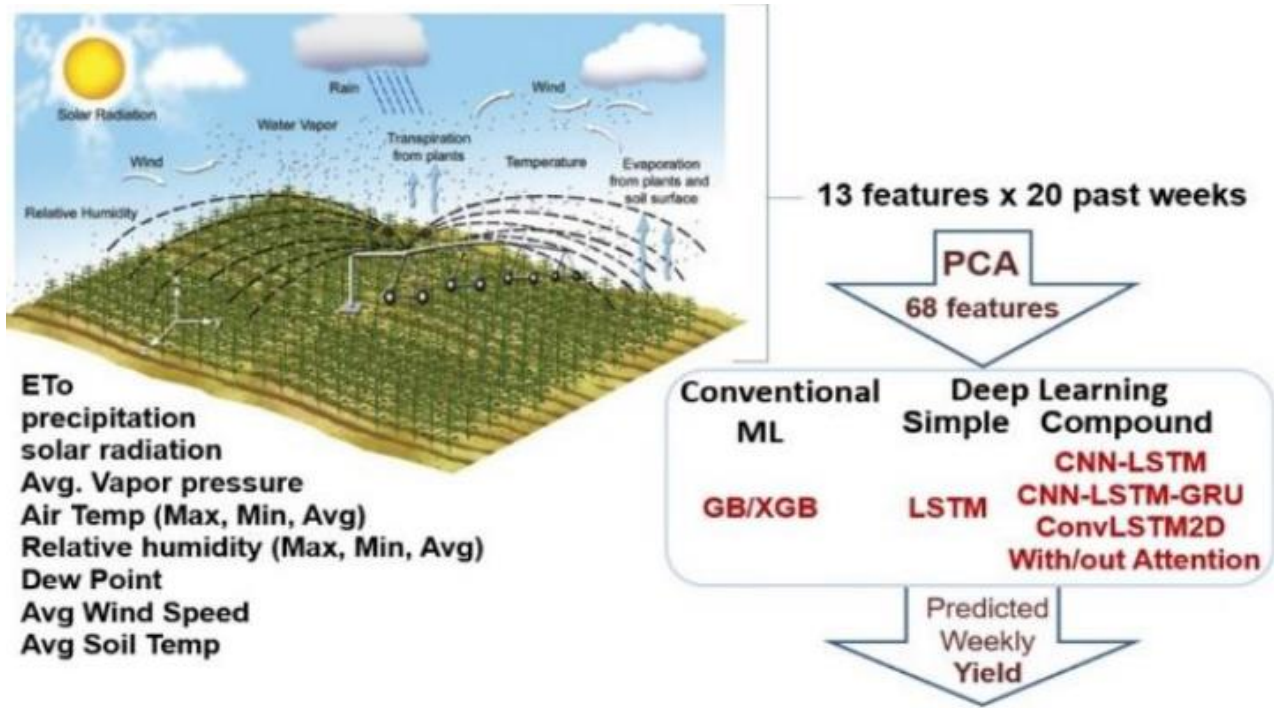 Solar Radiation
Rain
Wind
Water Vapor
Transpiration
from plants
Wind
Temperature
Evaporation
from plants and
soil surface
Relative Humidity
13 features x 20 past weeks
PCA
68 features
ETo
precipitation
solar radiation
Avg. Vapor pressure
Air Temp (Max, Min, Avg)
Relative humidity (Max, Min, Avg)
Dew Point
Avg Wind Speed
Avg Soil Temp
Conventional
ML
GB/XGB
Deep Learning
Simple Compound
LSTM
CNN-LSTM
CNN-LSTM-GRU
ConvLSTM2D
With/out Attention
Predicted
Weekly
Yield